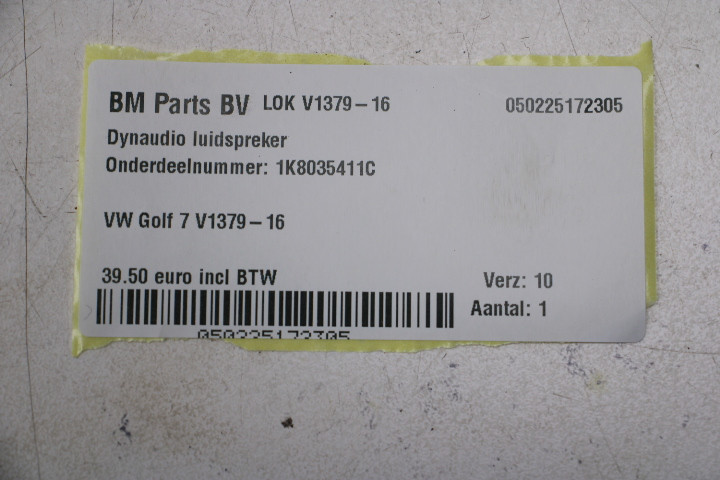 BM Parts BV LOK V1379-16 050225172305
Dynaudio luidspreker
Onderdeelnummer: 1K8035411C
VW Golf 7 V1379-16
39.50 euro incl BTW Verz: 10
Aantal: 1
050225172305